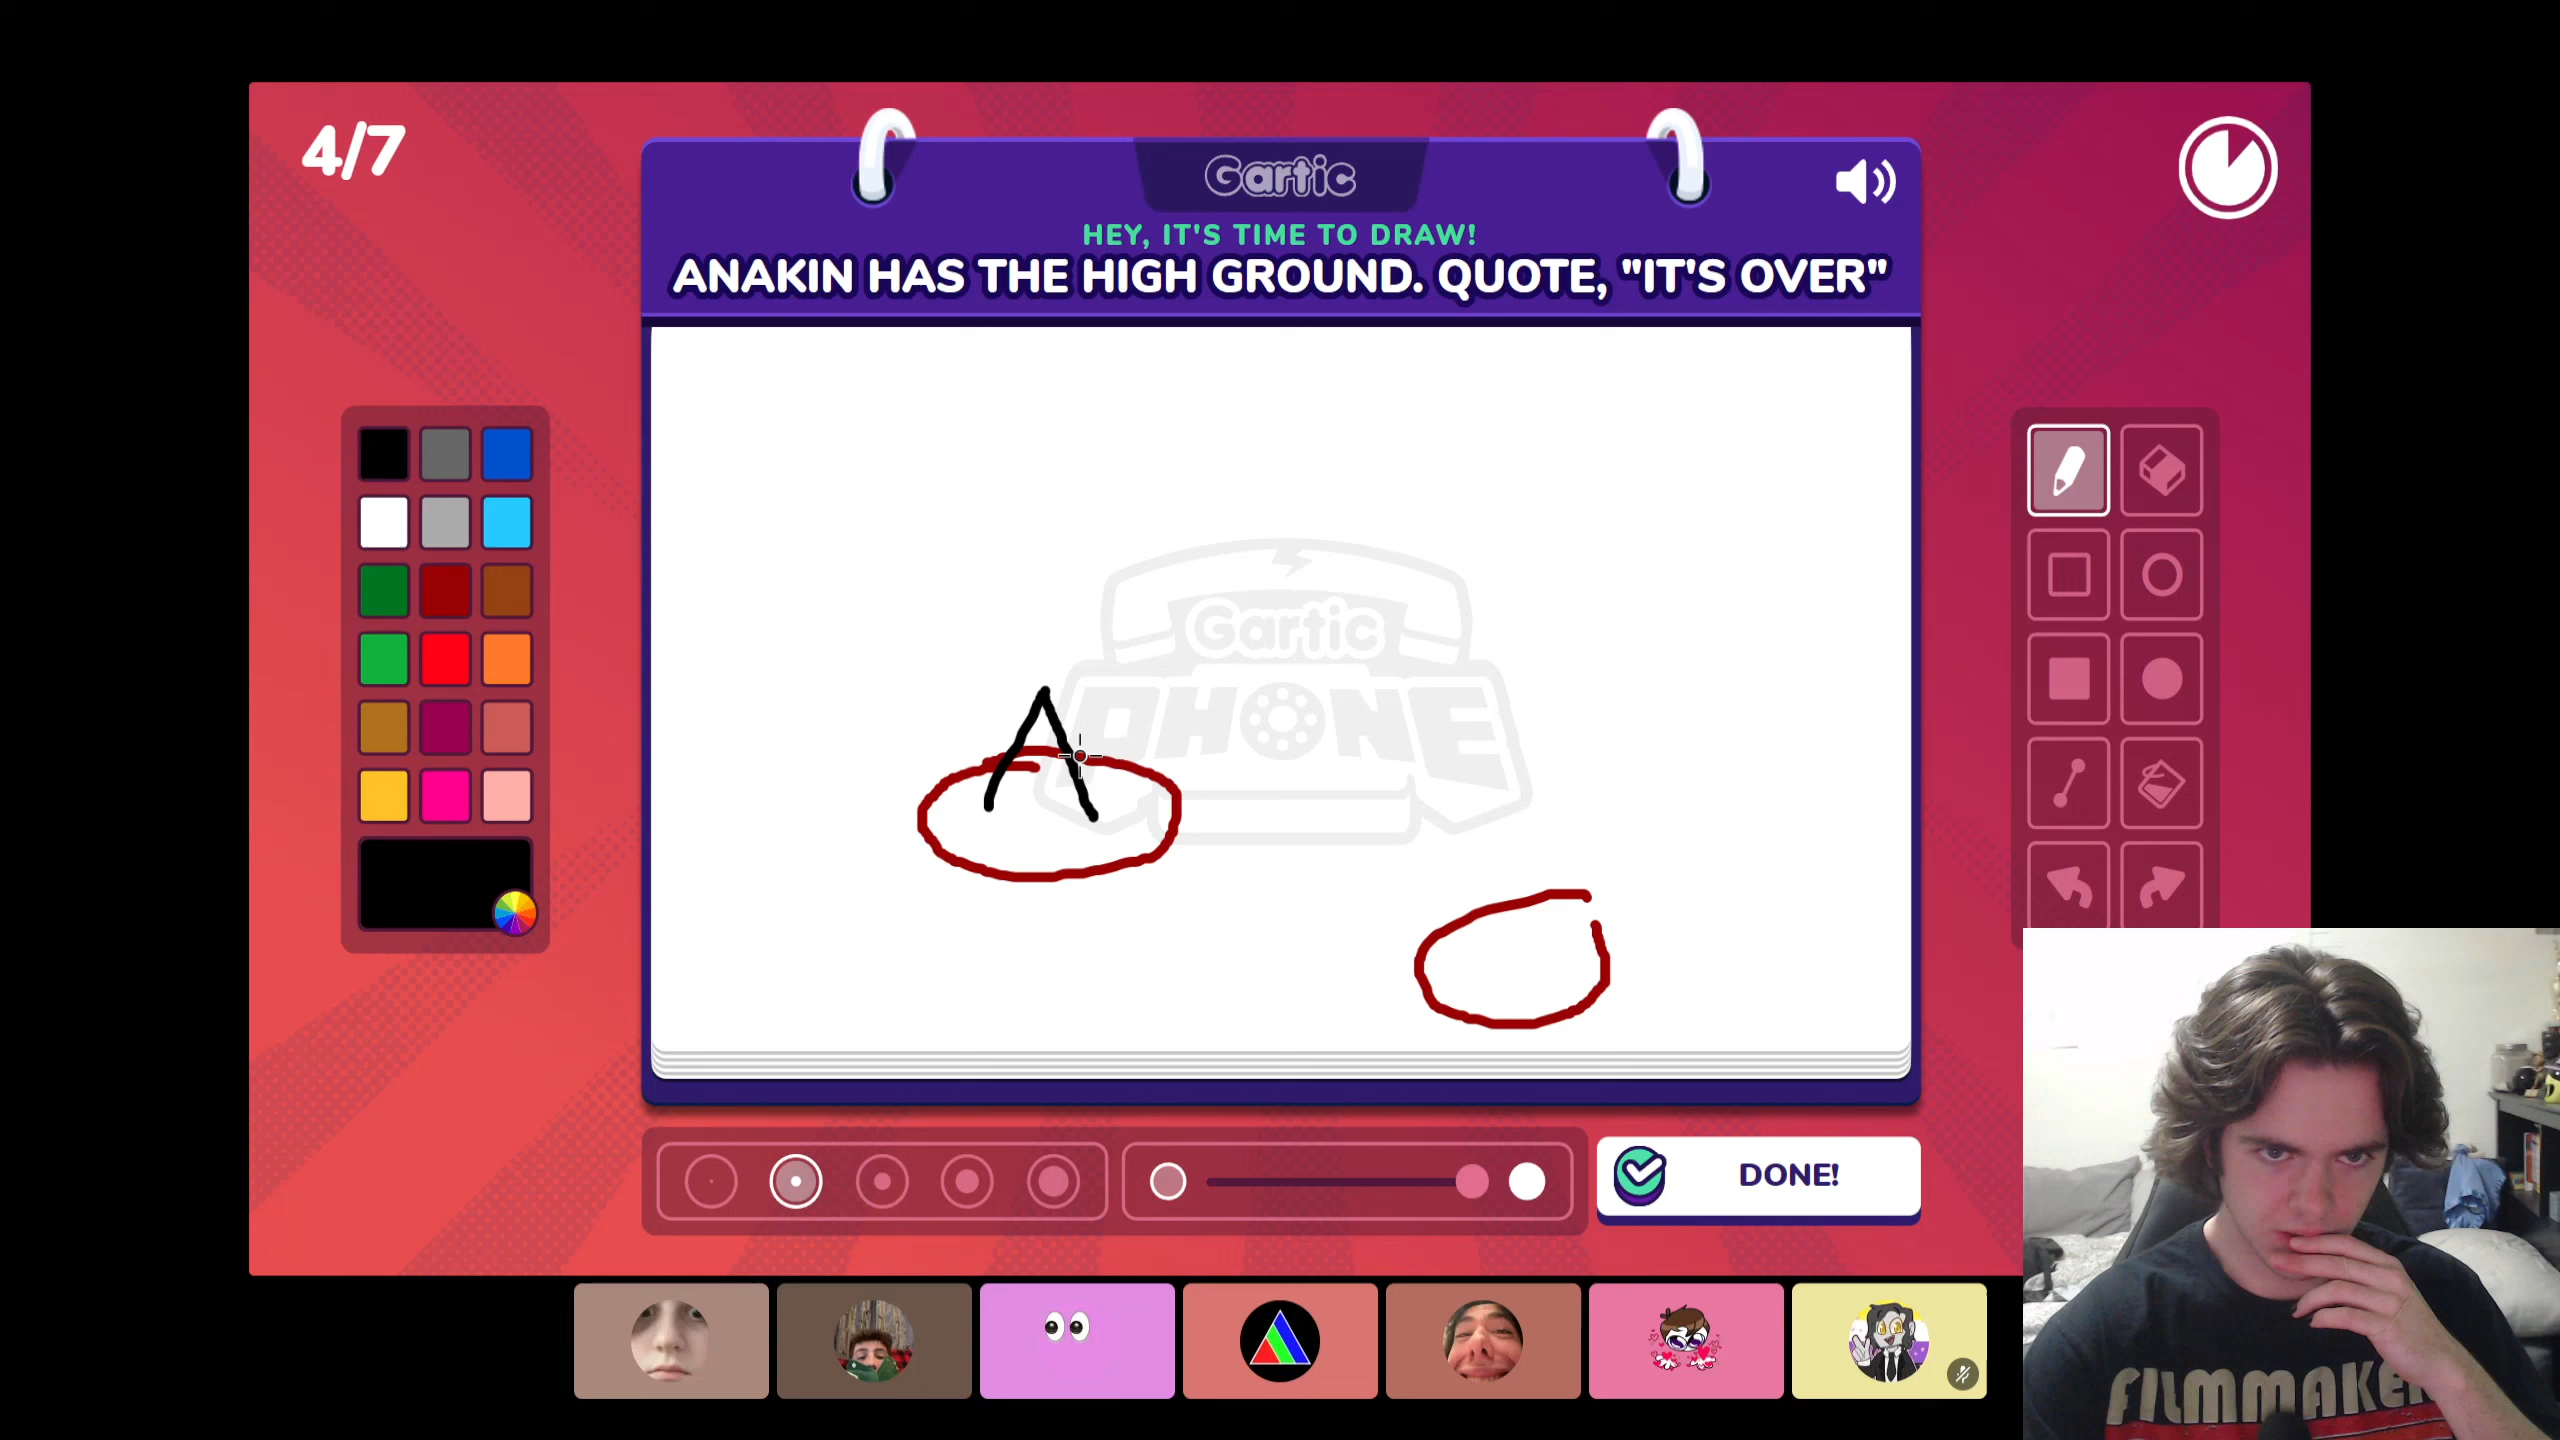 4/7
Gartic
HEY, IT'S TIME TO DRAW!
ANAKIN HAS THE HIGH GROUND. QUOTE, "IT'S OVER"
Gartic
PHONE
DONE!
FILMMAKER